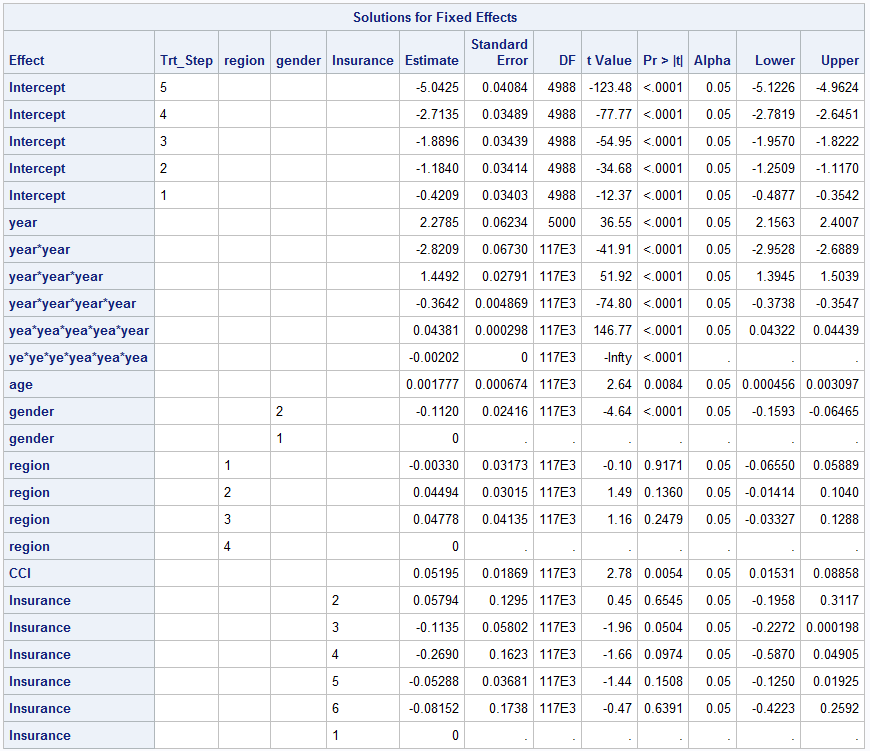 Solutions for Fixed Effects
Effect Trt_Step region gender Insurance Estimate Standard Error DF t Value Pr > |t| Alpha Lower Upper
Intercept 5 -5.0425 0.04084 4988 -123.48 <.0001 0.05 -5.1226 -4.9624
Intercept 4 -2.7135 0.03489 4988 -77.77 <.0001 0.05 -2.7819 -2.6451
Intercept 3 -1.8896 0.03439 4988 -54.95 <.0001 0.05 -1.9570 -1.8222
Intercept 2 -1.1840 0.03414 4988 -34.68 <.0001 0.05 -1.2509 -1.1170
Intercept 1 -0.4209 0.03403 4988 -12.37 <.0001 0.05 -0.4877 -0.3542
year 2.2785 0.06234 5000 36.55 <.0001 0.05 2.1563 2.4007
year*year -2.8209 0.06730 117E3 -41.91 <.0001 0.05 -2.9528 -2.6889
year*year*year 1.4492 0.02791 117E3 51.92 <.0001 0.05 1.3945 1.5039
year*year*year*year -0.3642 0.004869 117E3 -74.80 <.0001 0.05 -0.3738 -0.3547
yea*yea*yea*yea*year 0.04381 0.000298 117E3 146.77 <.0001 0.05 0.04322 0.04439
ye*ye*ye*yea*yea*yea -0.00202 0 117E3 -Infty <.0001 . . .
age 0.001777 0.000674 117E3 2.64 0.0084 0.05 0.000456 0.003097
gender 2 -0.1120 0.02416 117E3 -4.64 <.0001 0.05 -0.1593 -0.06465
gender 1 0 . . . . . . .
region 1 -0.00330 0.03173 117E3 -0.10 0.9171 0.05 -0.06550 0.05889
region 2 0.04494 0.03015 117E3 1.49 0.1360 0.05 -0.01414 0.1040
region 3 0.04778 0.04135 117E3 1.16 0.2479 0.05 -0.03327 0.1288
region 4 0 . . . . . . .
CCI 0.05195 0.01869 117E3 2.78 0.0054 0.05 0.01531 0.08858
Insurance 2 0.05794 0.1295 117E3 0.45 0.6545 0.05 -0.1958 0.3117
Insurance 3 -0.1135 0.05802 117E3 -1.96 0.0504 0.05 -0.2272 0.000198
Insurance 4 -0.2690 0.1623 117E3 -1.66 0.0974 0.05 -0.5870 0.04905
Insurance 5 -0.05288 0.03681 117E3 -1.44 0.1508 0.05 -0.1250 0.01925
Insurance 6 -0.08152 0.1738 117E3 -0.47 0.6391 0.05 -0.4223 0.2592
Insurance 1 0 . . . . . . .